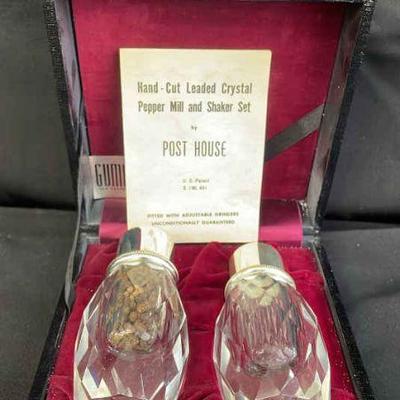 Hand-Cut Leaded Crystal
Pepper Mill and Shaker Set
by
POST HOUSE
U. S. Patent
FITTED WITH ADJUSTABLE GRINDERS
UNCONDITIONALLY GUARANTEED